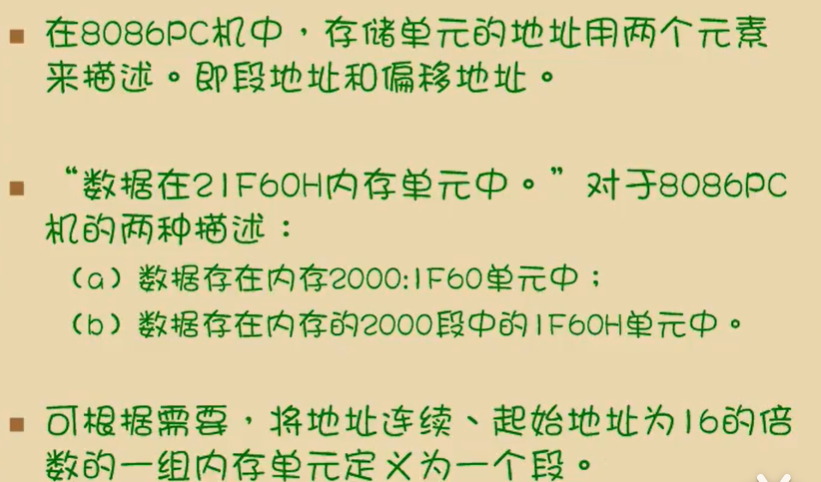 在8086PC机中，存储单元的地址用两个元素
来描述。即段地址和偏移地址。
“数据在21F60H内存单元中。”对于8086PC
机的两种描述：
（a）数据存在内存2000:1F60单元中；
（b）数据存在内存的2000段中的1F60H单元中。
可根据需要，将地址连续、起始地址为16的倍
数的一组内存单元定义为一个段。